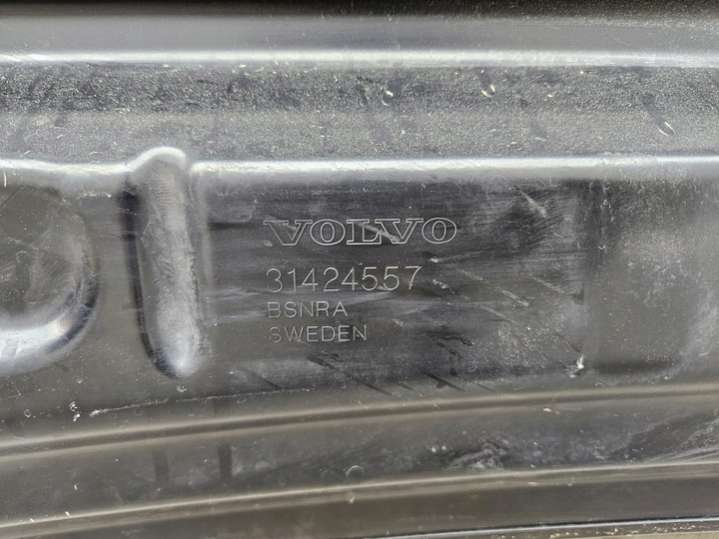 VOLVO
31424557
BSNRA
SWEDEN